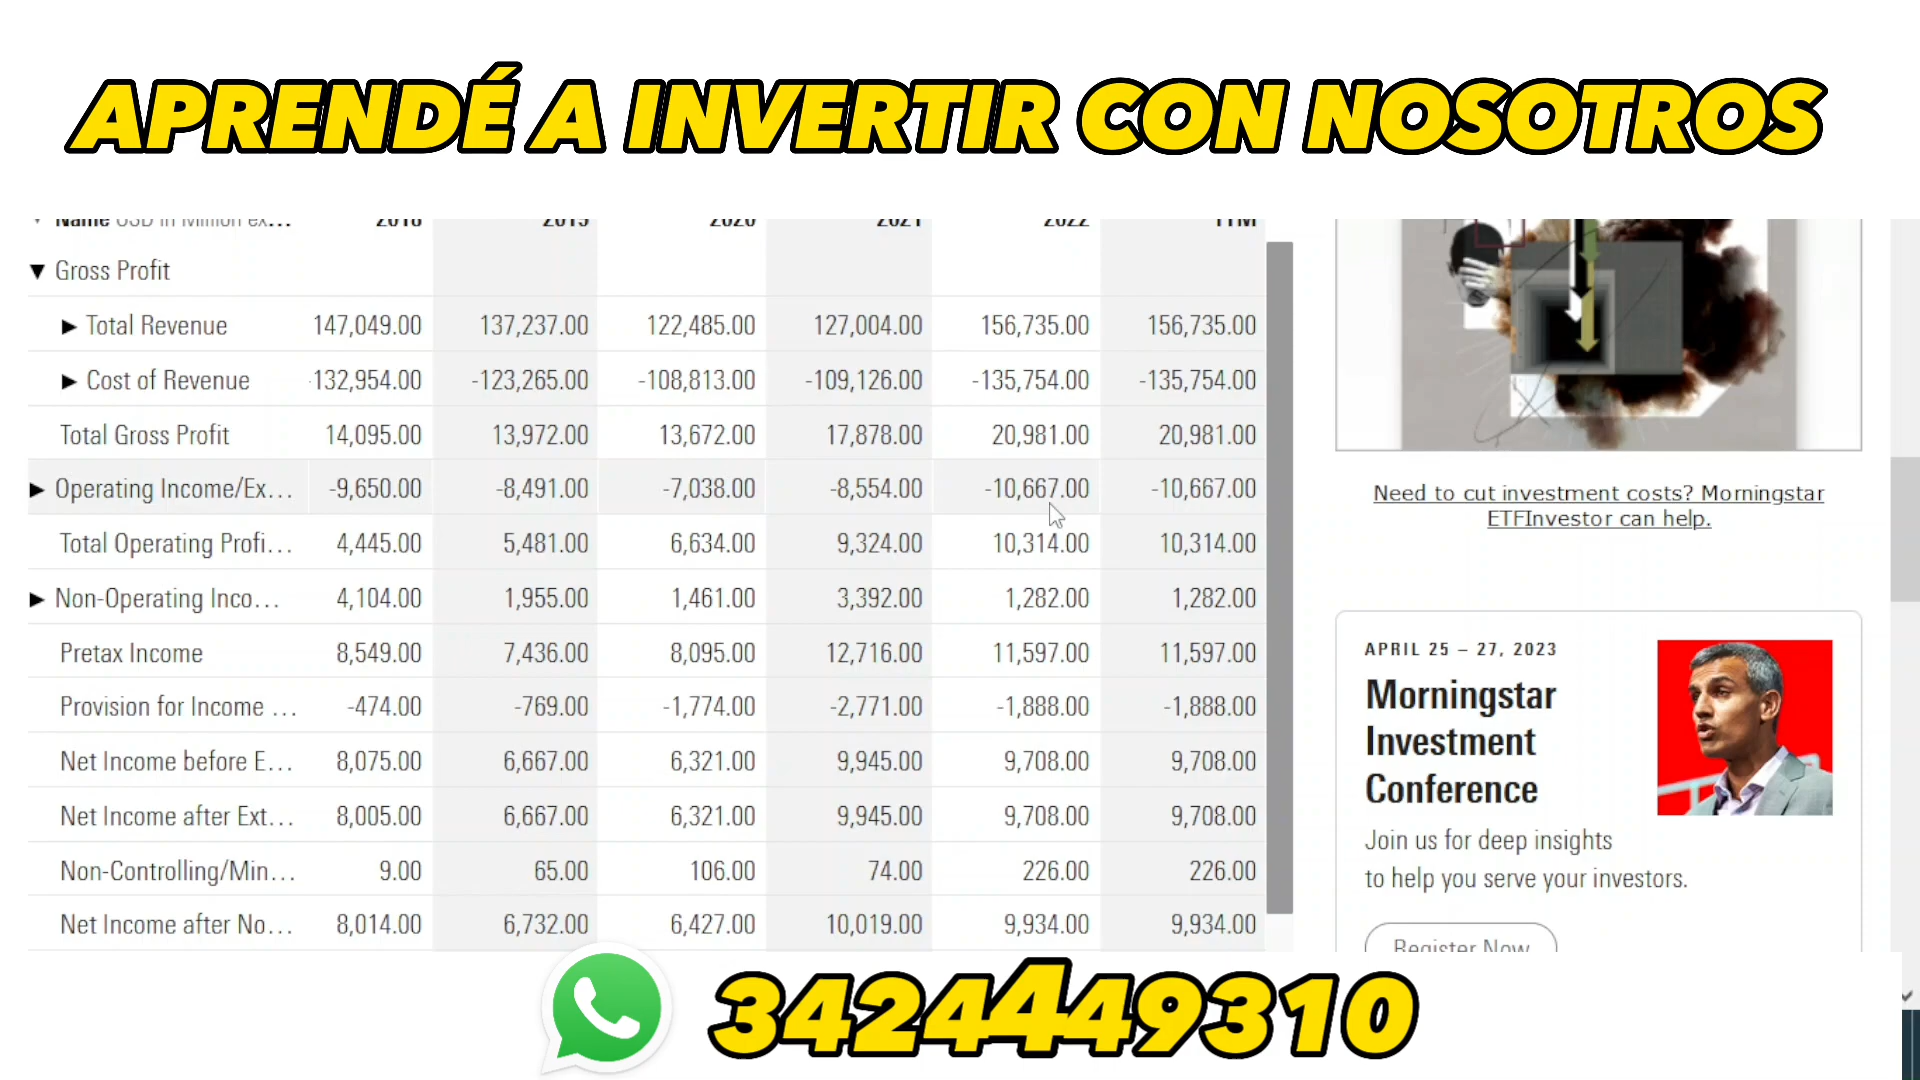 APRENDÉ A INVERTIR CON NOSOTROS
Name USD in Million ex... 2018 2019 2020 2021 2022 TTM
▼ Gross Profit
▶ Total Revenue 147,049.00 137,237.00 122,485.00 127,004.00 156,735.00 156,735.00
▶ Cost of Revenue -132,954.00 -123,265.00 -108,813.00 -109,126.00 -135,754.00 -135,754.00
Total Gross Profit 14,095.00 13,972.00 13,672.00 17,878.00 20,981.00 20,981.00
▶ Operating Income/Ex... -9,650.00 -8,491.00 -7,038.00 -8,554.00 -10,667.00 -10,667.00
Total Operating Profi... 4,445.00 5,481.00 6,634.00 9,324.00 10,314.00 10,314.00
▶ Non-Operating Inco... 4,104.00 1,955.00 1,461.00 3,392.00 1,282.00 1,282.00
Pretax Income 8,549.00 7,436.00 8,095.00 12,716.00 11,597.00 11,597.00
Provision for Income ... -474.00 -769.00 -1,774.00 -2,771.00 -1,888.00 -1,888.00
Net Income before E... 8,075.00 6,667.00 6,321.00 9,945.00 9,708.00 9,708.00
Net Income after Ext... 8,005.00 6,667.00 6,321.00 9,945.00 9,708.00 9,708.00
Non-Controlling/Min... 9.00 65.00 106.00 74.00 226.00 226.00
Net Income after No... 8,014.00 6,732.00 6,427.00 10,019.00 9,934.00 9,934.00
Need to cut investment costs? Morningstar
ETFInvestor can help.
APRIL 25 – 27, 2023
Morningstar
Investment
Conference
Join us for deep insights
to help you serve your investors.
Register Now
3424449310